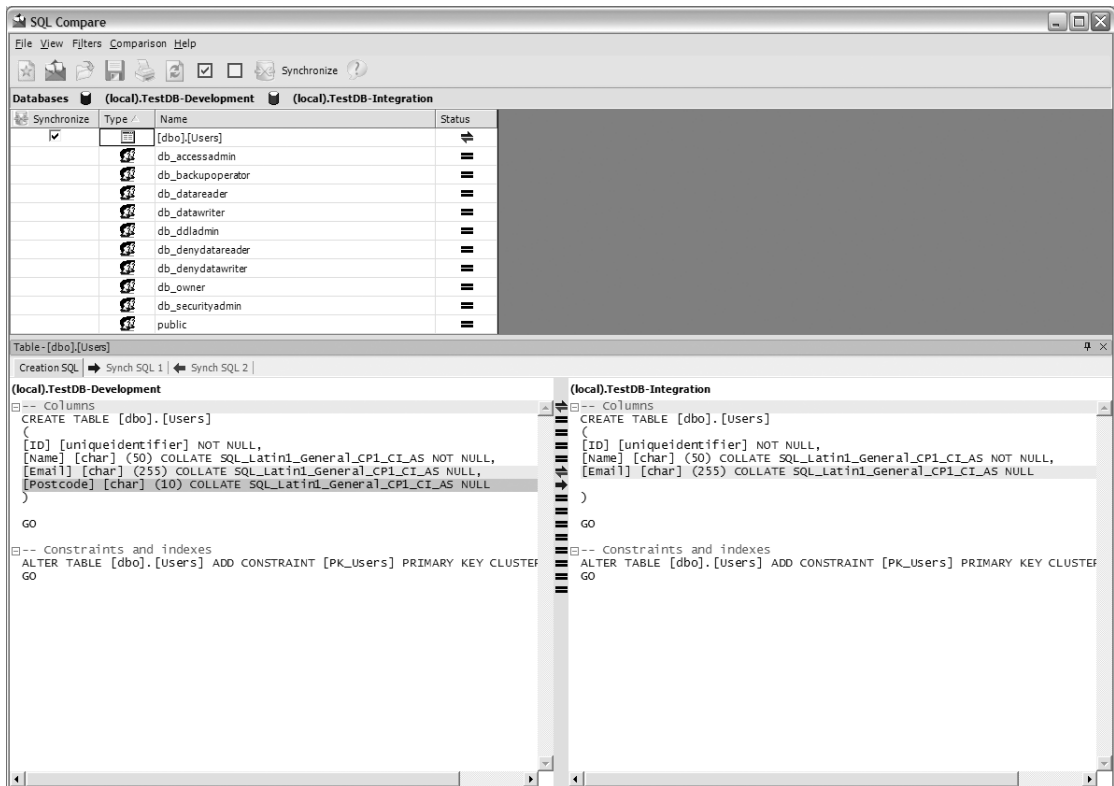 SQL Compare
File View Filters Comparison Help
Synchronize
Databases (local).TestDB-Development (local).TestDB-Integration
Synchronize Type Name Status
[dbo].[Users]
db_accessadmin
db_backupoperator
db_datareader
db_datawriter
db_ddladmin
db_denydatareader
db_denydatawriter
db_owner
db_securityadmin
public
Table - [dbo].[Users]
Creation SQL Synch SQL 1 Synch SQL 2
(local).TestDB-Development
-- Columns
CREATE TABLE [dbo].[Users]
(
[ID] [uniqueidentifier] NOT NULL,
[Name] [char] (50) COLLATE SQL_Latin1_General_CP1_CI_AS NOT NULL,
[Email] [char] (255) COLLATE SQL_Latin1_General_CP1_CI_AS NULL,
[Postcode] [char] (10) COLLATE SQL_Latin1_General_CP1_CI_AS NULL
)
GO
-- Constraints and indexes
ALTER TABLE [dbo].[Users] ADD CONSTRAINT [PK_Users] PRIMARY KEY CLUSTER
GO
(local).TestDB-Integration
-- Columns
CREATE TABLE [dbo].[Users]
(
[ID] [uniqueidentifier] NOT NULL,
[Name] [char] (50) COLLATE SQL_Latin1_General_CP1_CI_AS NOT NULL,
[Email] [char] (255) COLLATE SQL_Latin1_General_CP1_CI_AS NULL
)
GO
-- Constraints and indexes
ALTER TABLE [dbo].[Users] ADD CONSTRAINT [PK_Users] PRIMARY KEY CLUSTER
GO